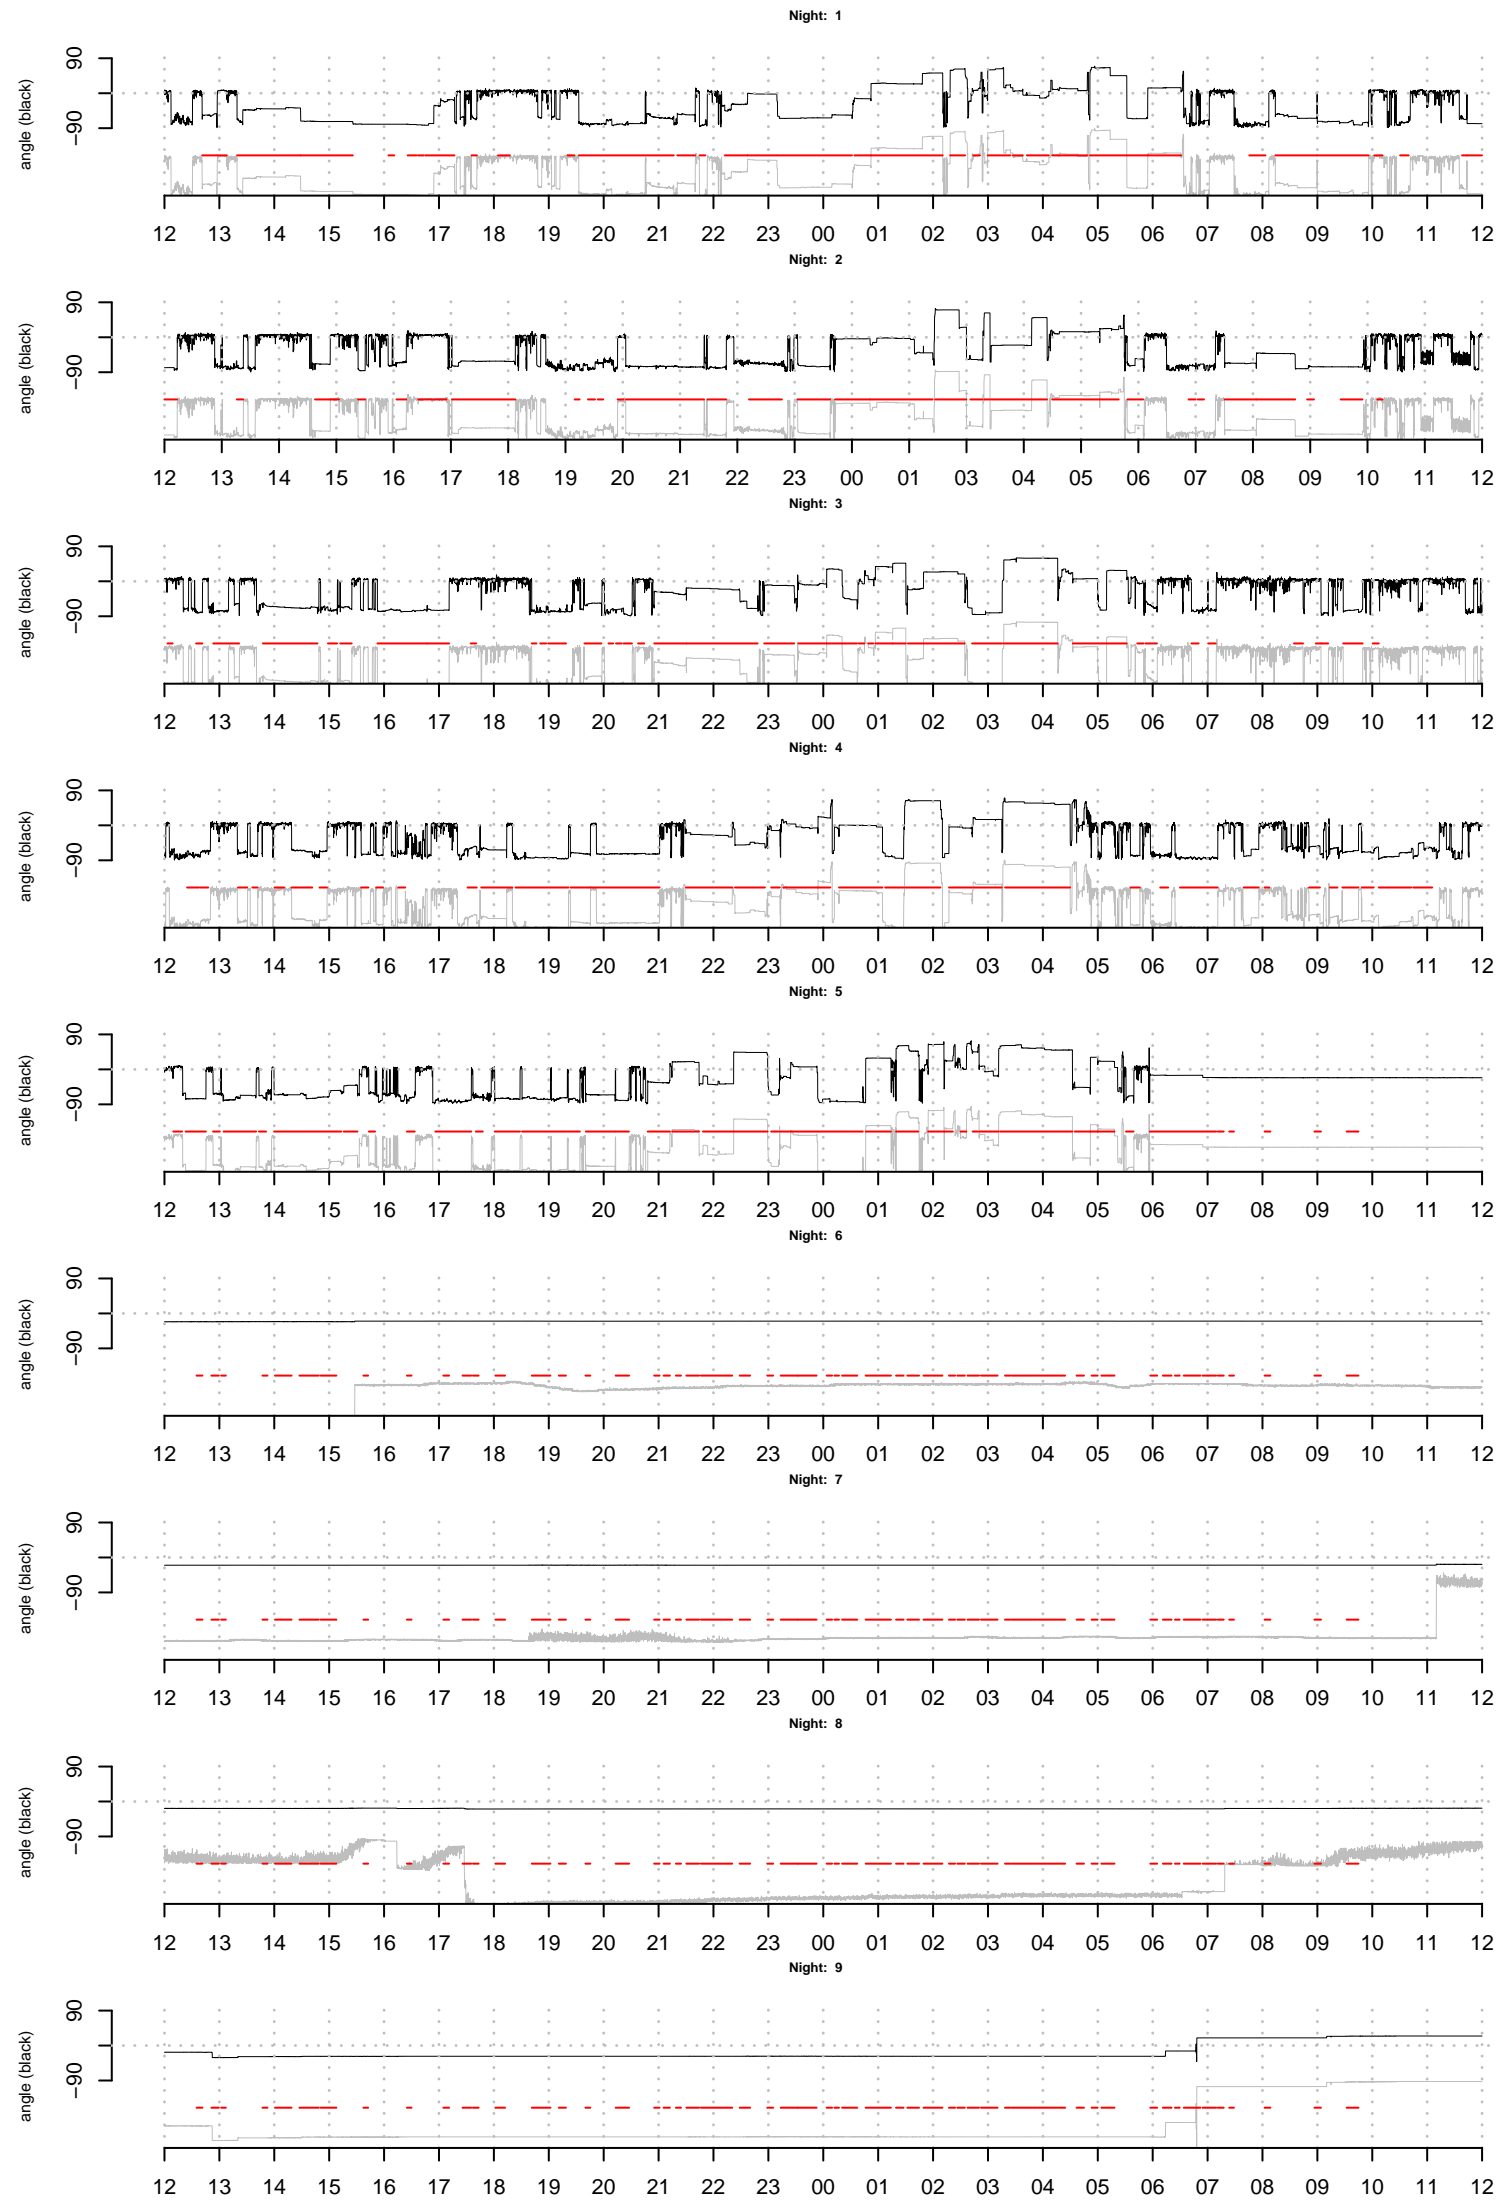 Night: 1
90
-90
angle (black)
12 13 14 15 16 17 18 19 20 21 22 23 00 01 02 03 04 05 06 07 08 09 10 11 12
Night: 2
90
-90
angle (black)
12 13 14 15 16 17 18 19 20 21 22 23 00 01 03 04 05 06 07 08 09 10 11 12
Night: 3
90
-90
angle (black)
12 13 14 15 16 17 18 19 20 21 22 23 00 01 02 03 04 05 06 07 08 09 10 11 12
Night: 4
90
-90
angle (black)
12 13 14 15 16 17 18 19 20 21 22 23 00 01 02 03 04 05 06 07 08 09 10 11 12
Night: 5
90
-90
angle (black)
12 13 14 15 16 17 18 19 20 21 22 23 00 01 02 03 04 05 06 07 08 09 10 11 12
Night: 6
90
-90
angle (black)
12 13 14 15 16 17 18 19 20 21 22 23 00 01 02 03 04 05 06 07 08 09 10 11 12
Night: 7
90
-90
angle (black)
12 13 14 15 16 17 18 19 20 21 22 23 00 01 02 03 04 05 06 07 08 09 10 11 12
Night: 8
90
-90
angle (black)
12 13 14 15 16 17 18 19 20 21 22 23 00 01 02 03 04 05 06 07 08 09 10 11 12
Night: 9
90
-90
angle (black)
12 13 14 15 16 17 18 19 20 21 22 23 00 01 02 03 04 05 06 07 08 09 10 11 12